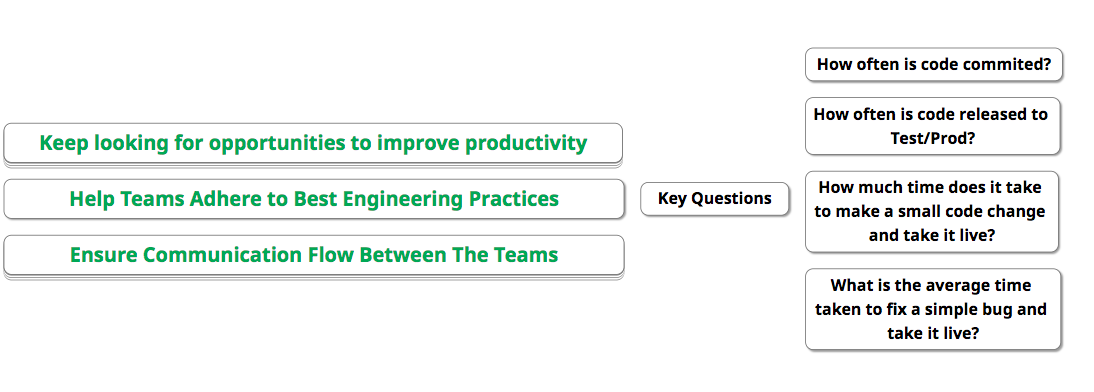 Keep looking for opportunities to improve productivity
Help Teams Adhere to Best Engineering Practices
Ensure Communication Flow Between The Teams
Key Questions
How often is code commited?
How often is code released to
Test/Prod?
How much time does it take
to make a small code change
and take it live?
What is the average time
taken to fix a simple bug and
take it live?